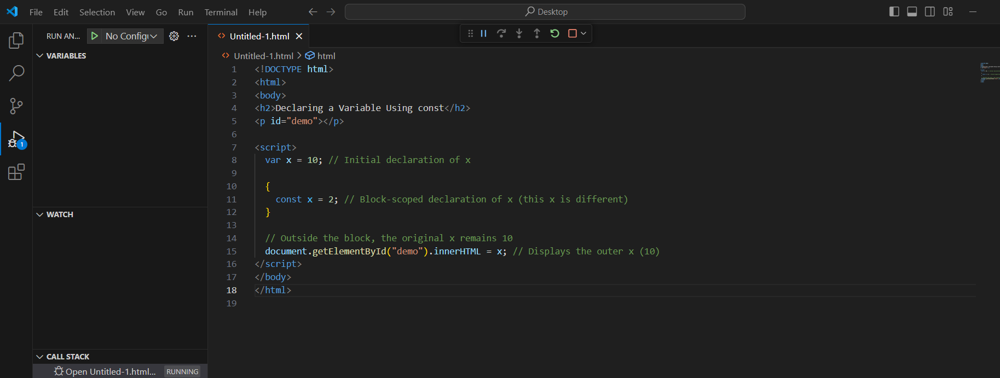 File Edit Selection View Go Run Terminal Help
Desktop
RUN AN... No Config
VARIABLES
WATCH
CALL STACK
Open Untitled-1.html... RUNNING
1
Untitled-1.html
Untitled-1.html > html
1 <!DOCTYPE html>
2 <html>
3 <body>
4 <h2>Declaring a Variable Using const</h2>
5 <p id="demo"></p>
6
7 <script>
8 var x = 10; // Initial declaration of x
9
10 {
11 const x = 2; // Block-scoped declaration of x (this x is different)
12 }
13
14 // Outside the block, the original x remains 10
15 document.getElementById("demo").innerHTML = x; // Displays the outer x (10)
16 </script>
17 </body>
18 </html>
19